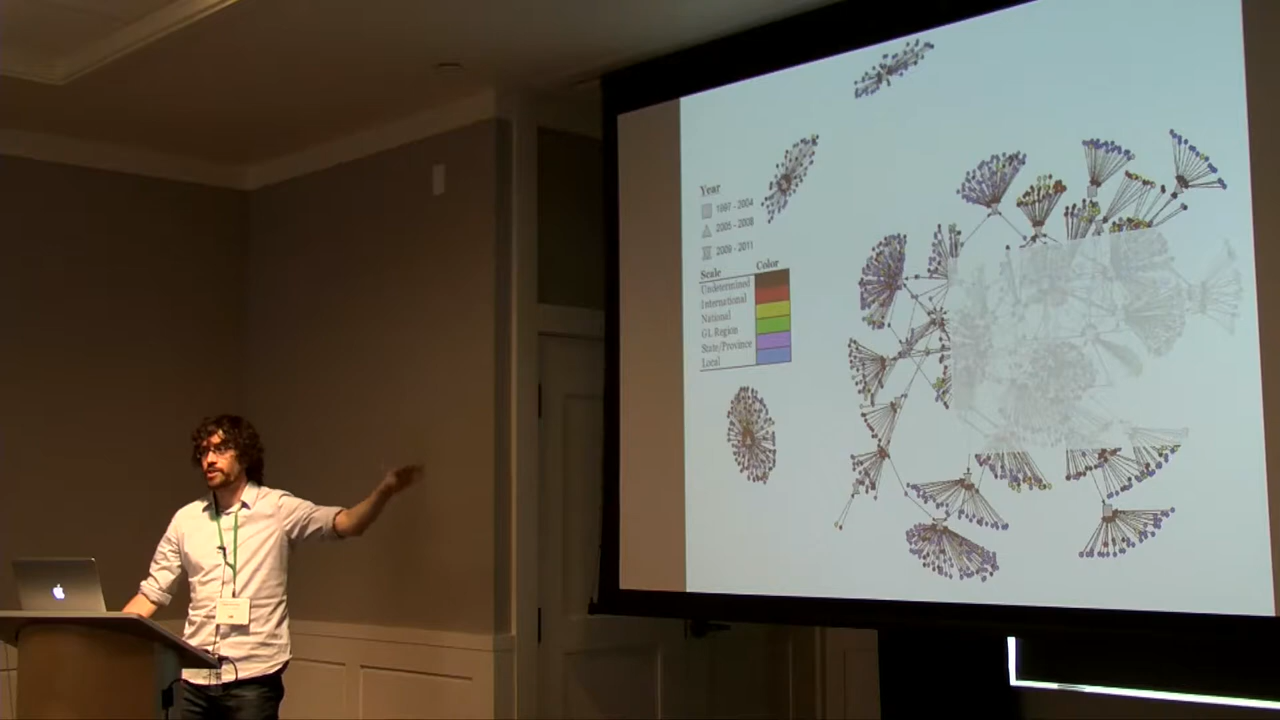 Year
1997 - 2004
2005 - 2008
2009 - 2011
Scale Color
Undetermined
International
National
GL Region
State/Province
Local